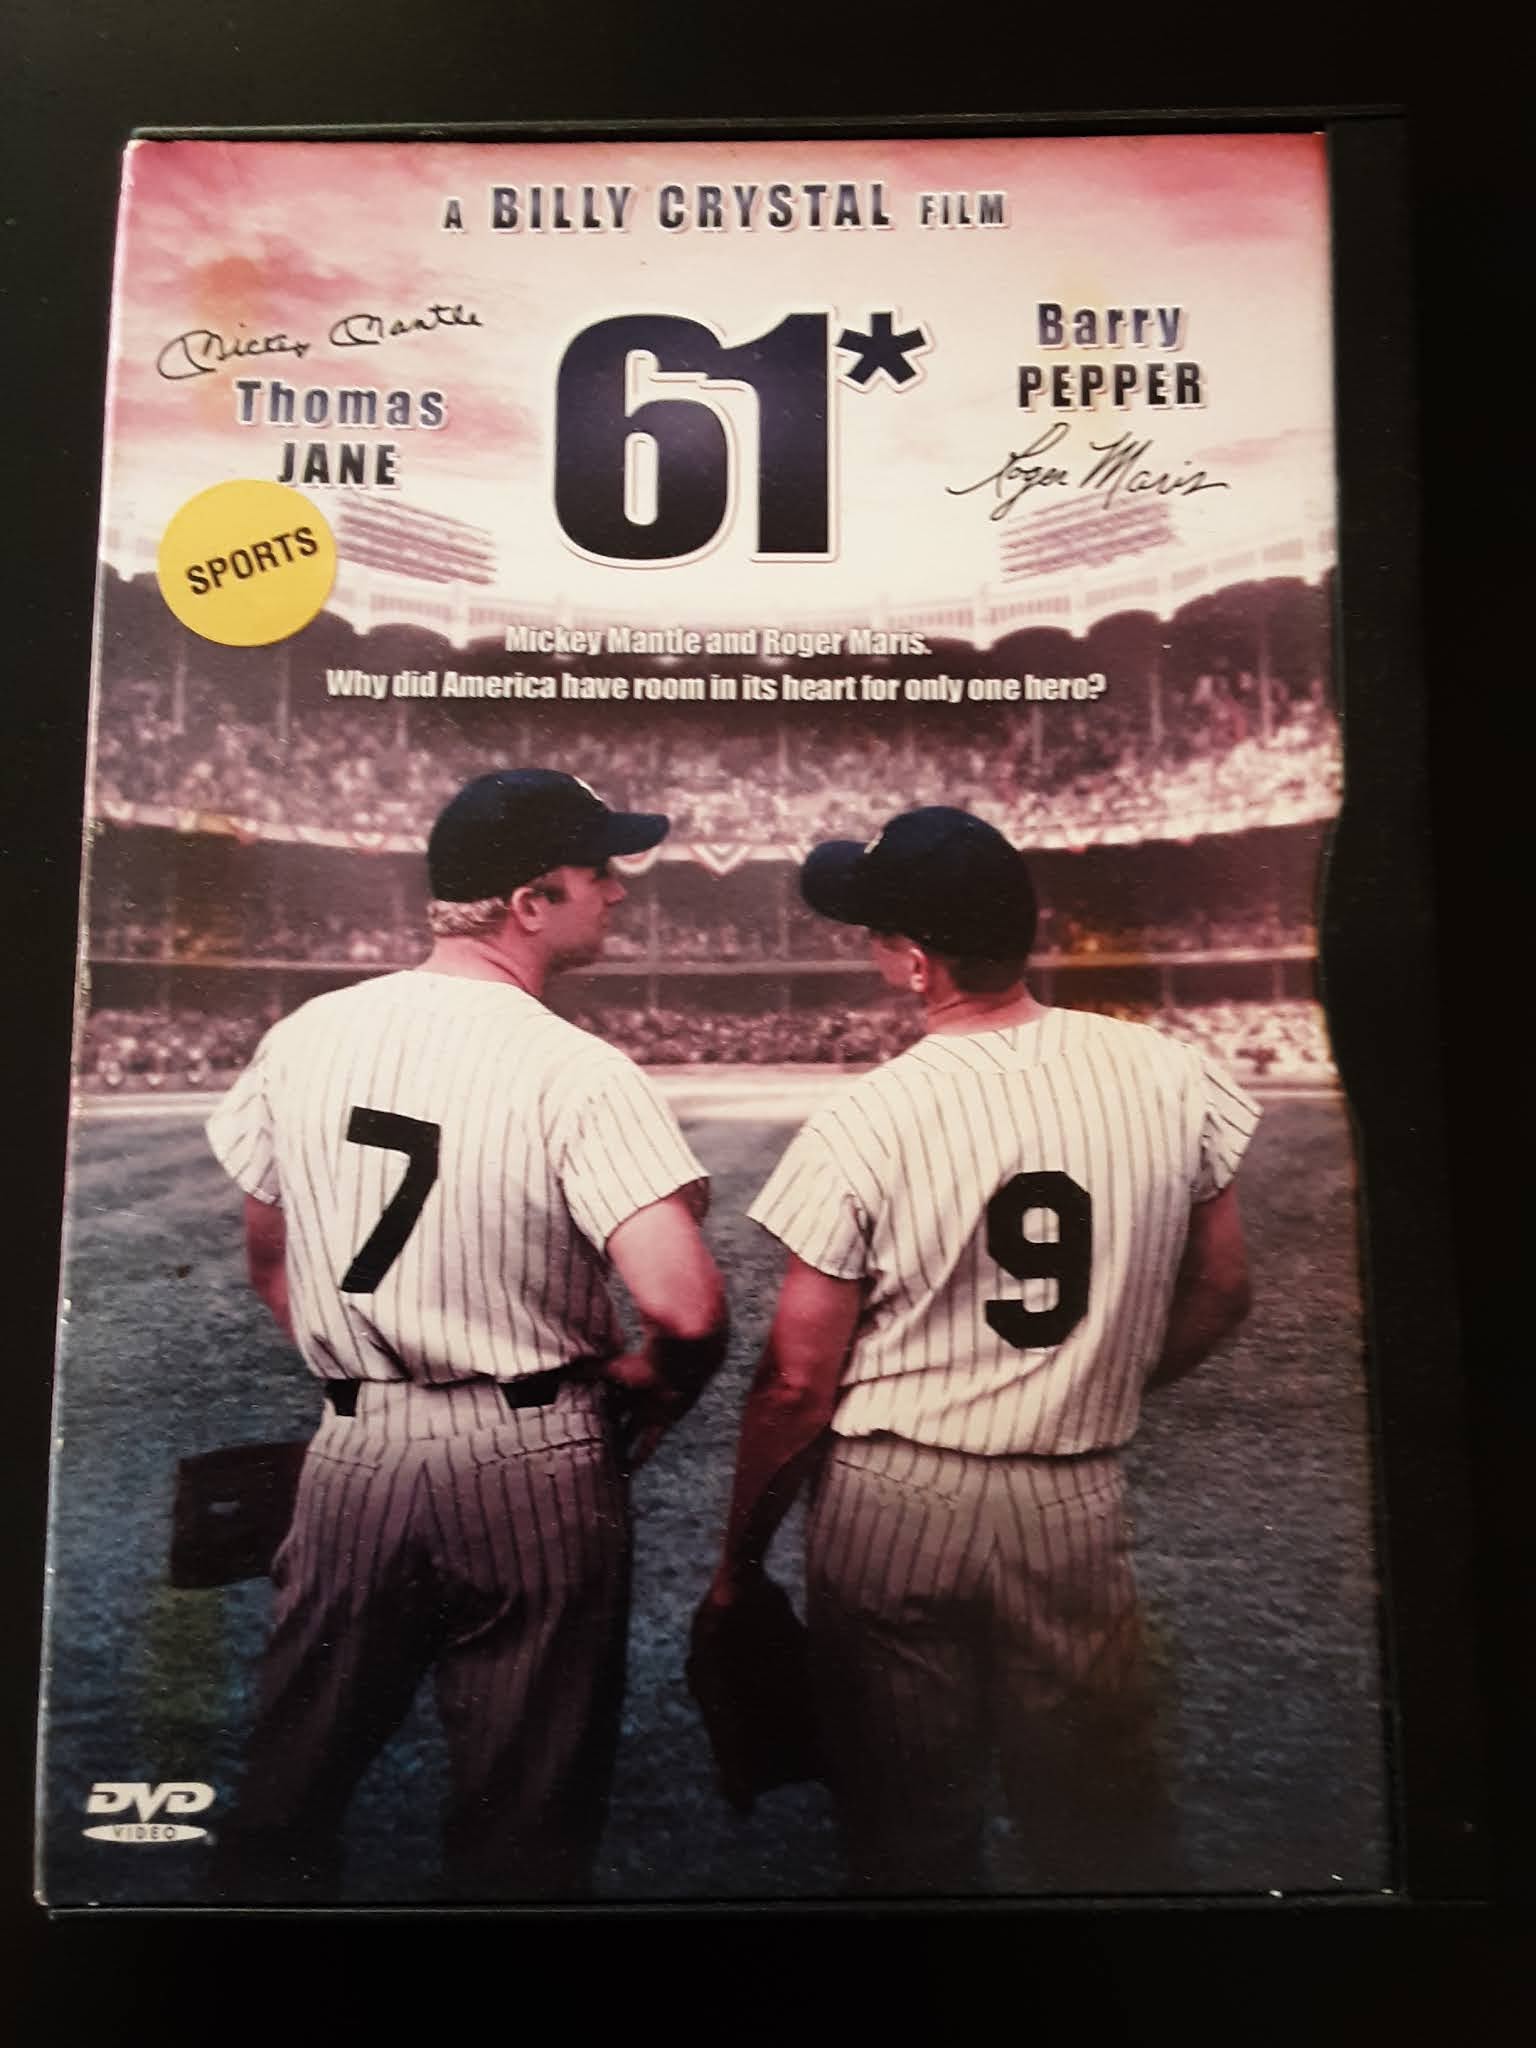 A BILLY CRYSTAL FILM
Mickey Mantle
Thomas
JANE
61*
Barry
PEPPER
Roger Maris
SPORTS
Mickey Mantle and Roger Maris.
Why did America have room in its heart for only one hero?
7
9
DVD
VIDEO